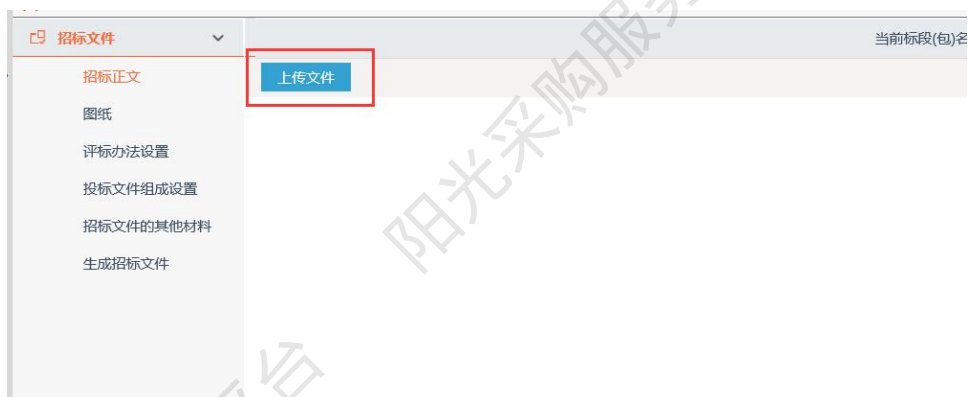 招标文件
当前标段(包)名
招标正文
上传文件
图纸
评标办法设置
投标文件组成设置
招标文件的其他材料
生成招标文件
阳光采购服务
平台